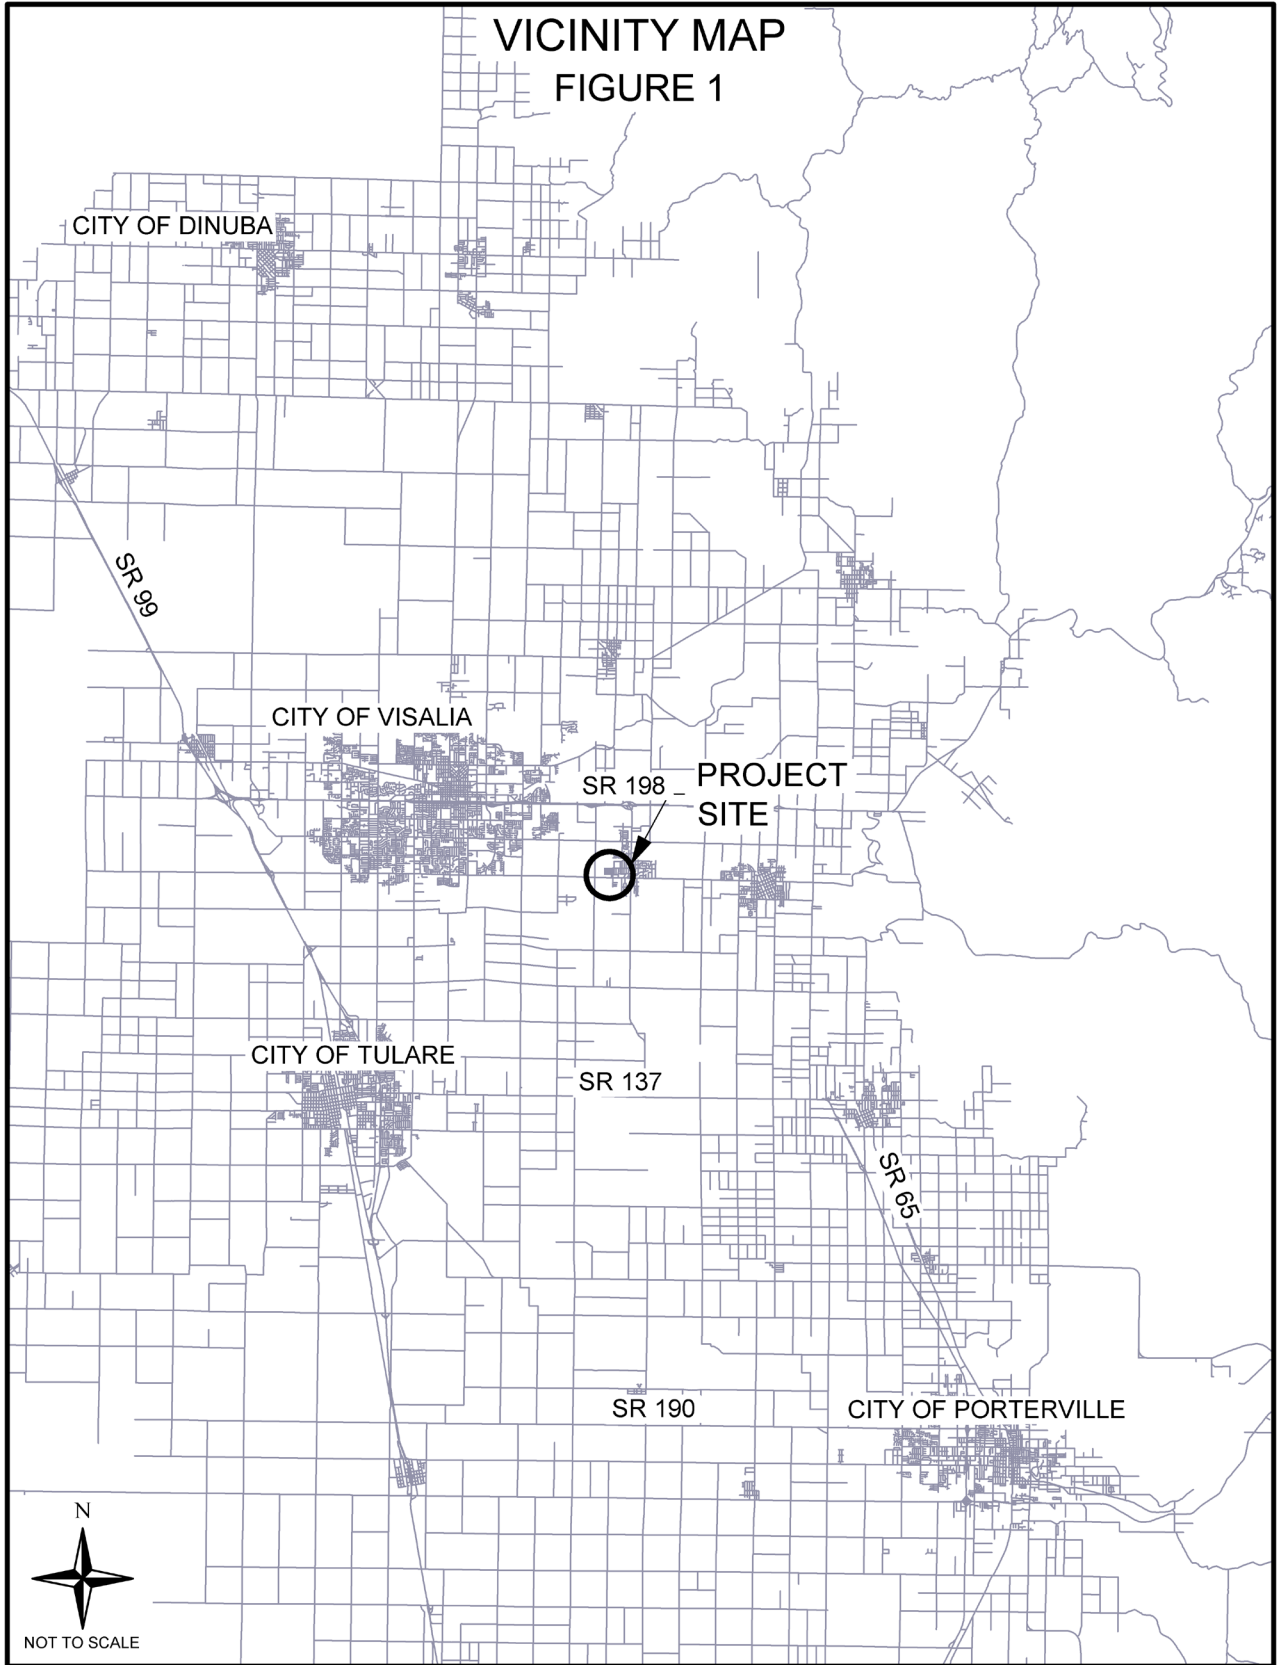 VICINITY MAP
FIGURE 1
CITY OF DINUBA
SR 99
CITY OF VISALIA
SR 198
PROJECT
SITE
CITY OF TULARE
SR 137
SR 65
SR 190
CITY OF PORTERVILLE
N
NOT TO SCALE